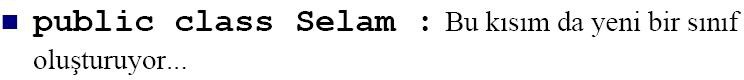 public class Selam : Bu kısım da yeni bir sınıf
oluşturuyor...